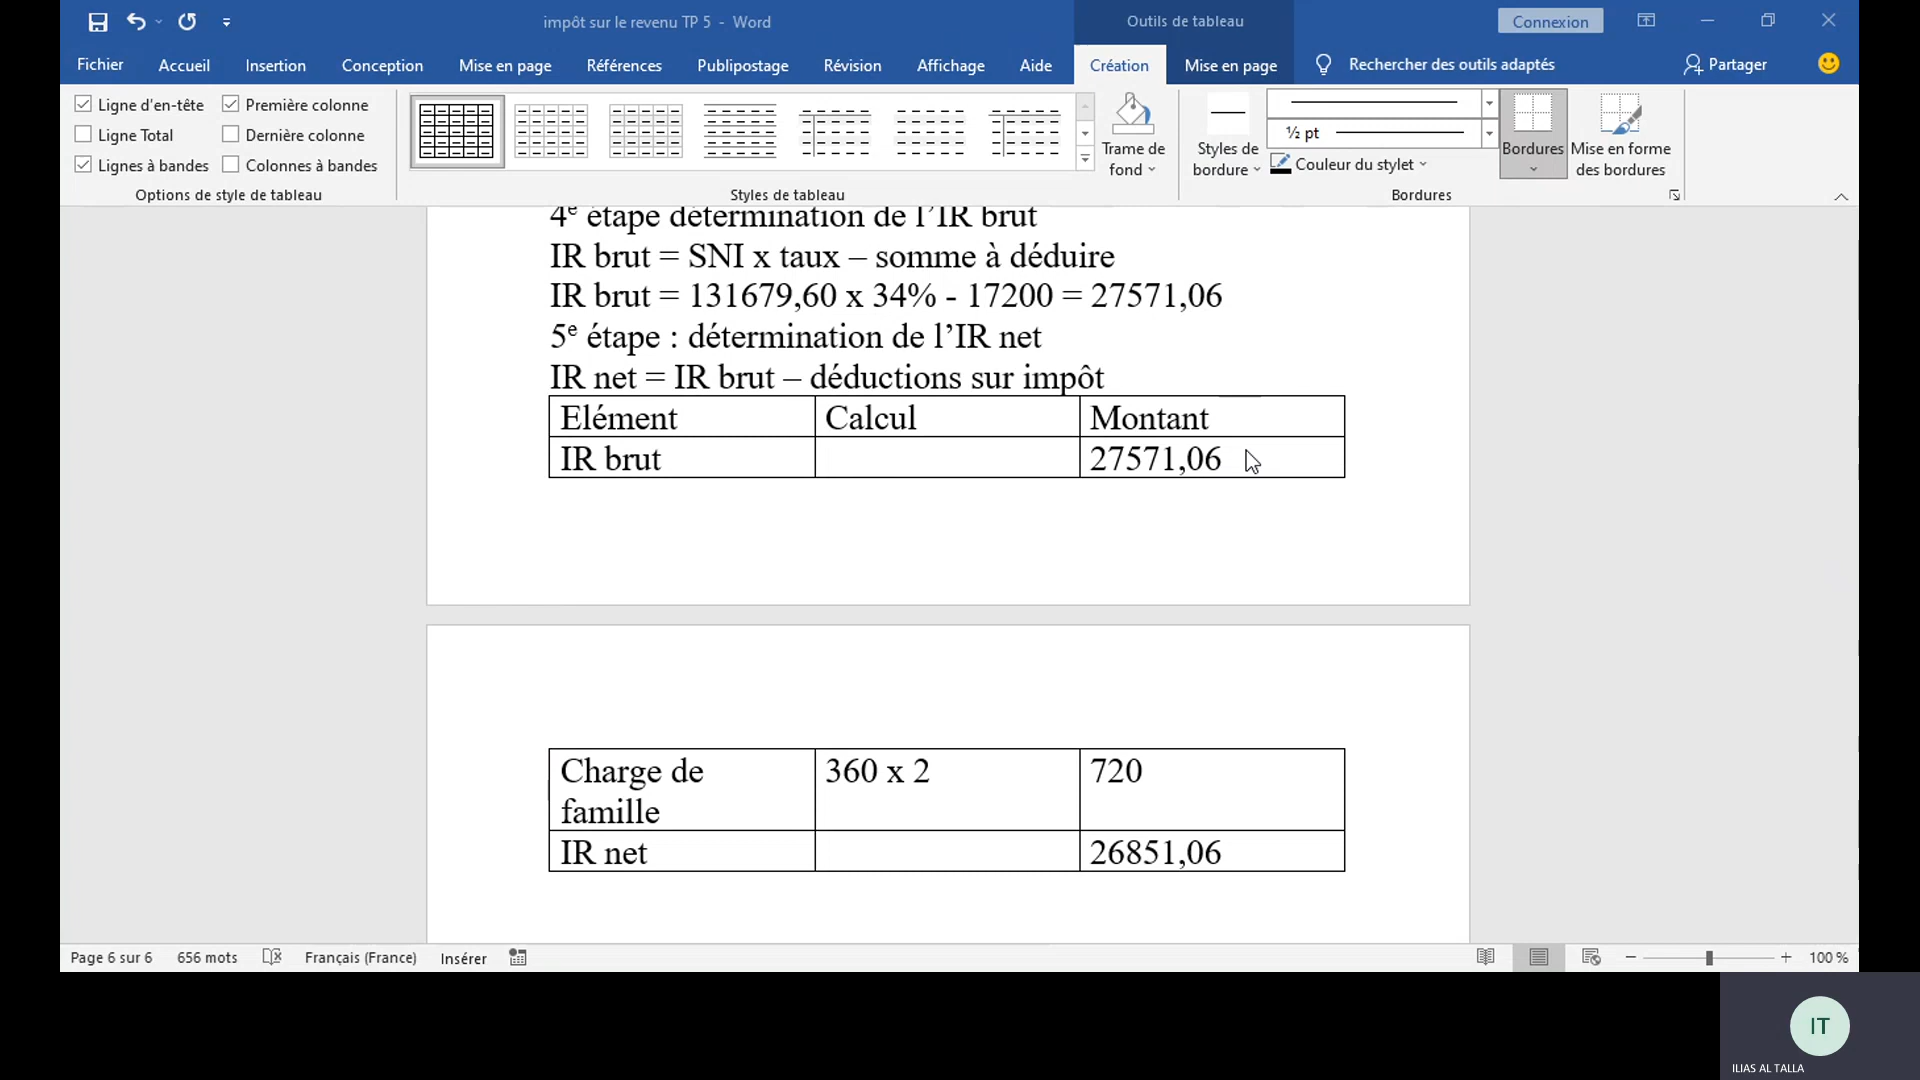 impôt sur le revenu TP 5 - Word
Outils de tableau
Connexion
Fichier Accueil Insertion Conception Mise en page Références Publipostage Révision Affichage Aide Création Mise en page Rechercher des outils adaptés Partager
Ligne d'en-tête Première colonne
Ligne Total Dernière colonne
Lignes à bandes Colonnes à bandes
Options de style de tableau
Styles de tableau
Trame de
fond
Styles de
bordure
½ pt
Couleur du stylet
Bordures
Mise en forme
des bordures
Bordures
4e étape détermination de l'IR brut
IR brut = SNI x taux – somme à déduire
IR brut = 131679,60 x 34% - 17200 = 27571,06
5e étape : détermination de l'IR net
IR net = IR brut – déductions sur impôt
Elément Calcul Montant
IR brut 27571,06
Charge de 360 x 2 720
famille
IR net 26851,06
Page 6 sur 6 656 mots Français (France) Insérer 100 %
IT
ILIAS AL TALLA